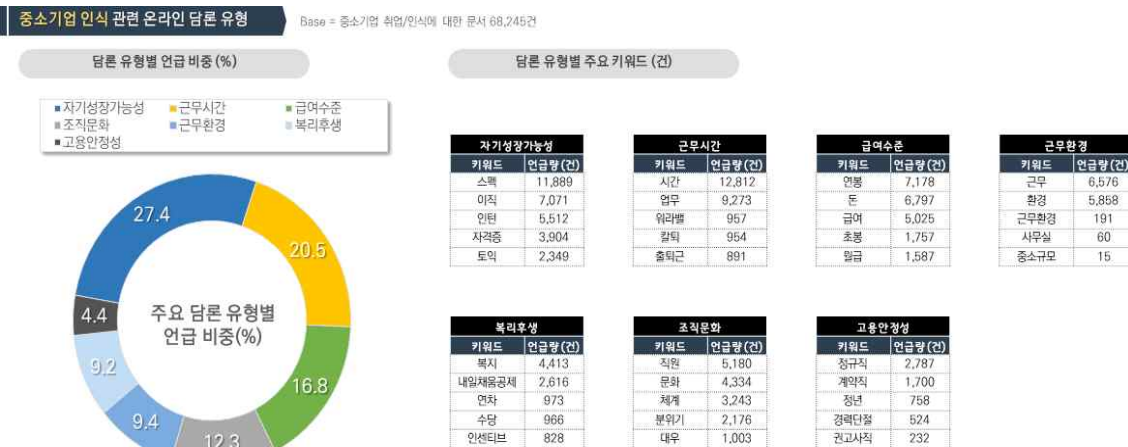 중소기업 인식 관련 온라인 담론 유형
Base = 중소기업 취업/인식에 대한 문서 68,245건
담론 유형별 언급 비중 (%)
담론 유형별 주요 키워드 (건)
자기성장가능성 근무시간 급여수준
조직문화 근무환경 복리후생
고용안정성
27.4
20.5
16.8
12.3
9.4
9.2
4.4
주요 담론 유형별
언급 비중(%)
자기성장가능성
키워드 언급량(건)
스펙 11,889
이직 7,071
인턴 5,512
자격증 3,904
토익 2,349
근무시간
키워드 언급량(건)
시간 12,812
업무 9,273
워라밸 957
칼퇴 954
출퇴근 891
급여수준
키워드 언급량(건)
연봉 7,178
돈 6,797
급여 5,025
초봉 1,757
월급 1,587
근무환경
키워드 언급량(건)
근무 6,576
환경 5,858
근무환경 191
사무실 60
중소규모 15
복리후생
키워드 언급량(건)
복지 4,413
내일채움공제 2,616
연차 973
수당 966
인센티브 828
조직문화
키워드 언급량(건)
직원 5,180
문화 4,334
체계 3,243
분위기 2,176
대우 1,003
고용안정성
키워드 언급량(건)
정규직 2,787
계약직 1,700
정년 758
경력단절 524
권고사직 232